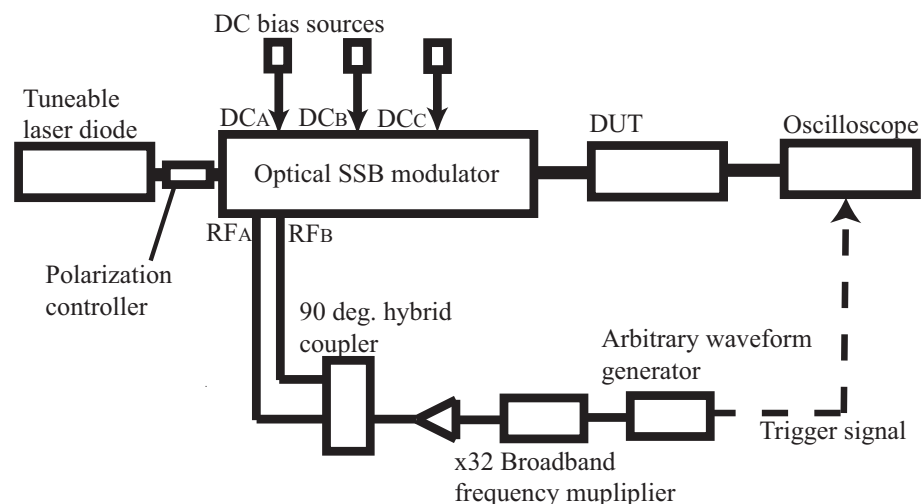 DC bias sources
Tuneable
laser diode
DCA DCB DCC
DUT
Oscilloscope
Optical SSB modulator
RFA RFB
Polarization
controller
90 deg. hybrid
coupler
Arbitrary waveform
generator
Trigger signal
x32 Broadband
frequency mupliplier